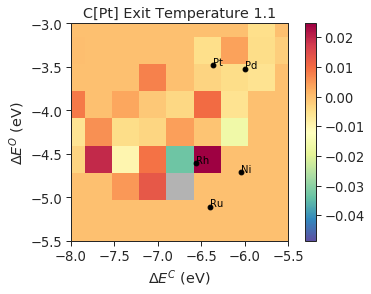 C[Pt] Exit Temperature 1.1
−3.0
−3.5
−4.0
−4.5
−5.0
−5.5
ΔE^O (eV)
Pt
Pd
Rh
Ni
Ru
−8.0 −7.5 −7.0 −6.5 −6.0 −5.5
ΔE^C (eV)
0.02
0.01
0.00
−0.01
−0.02
−0.03
−0.04